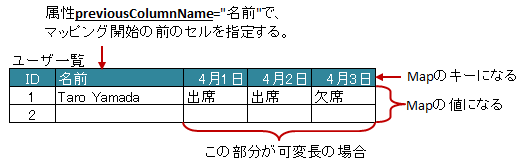 属性previousColumnName="名前"で、
マッピング開始の前のセルを指定する。
ユーザ一覧
ID 名前 4月1日 4月2日 4月3日
Mapのキーになる
1 Taro Yamada 出席 出席 欠席
Mapの値になる
2
この部分が可変長の場合